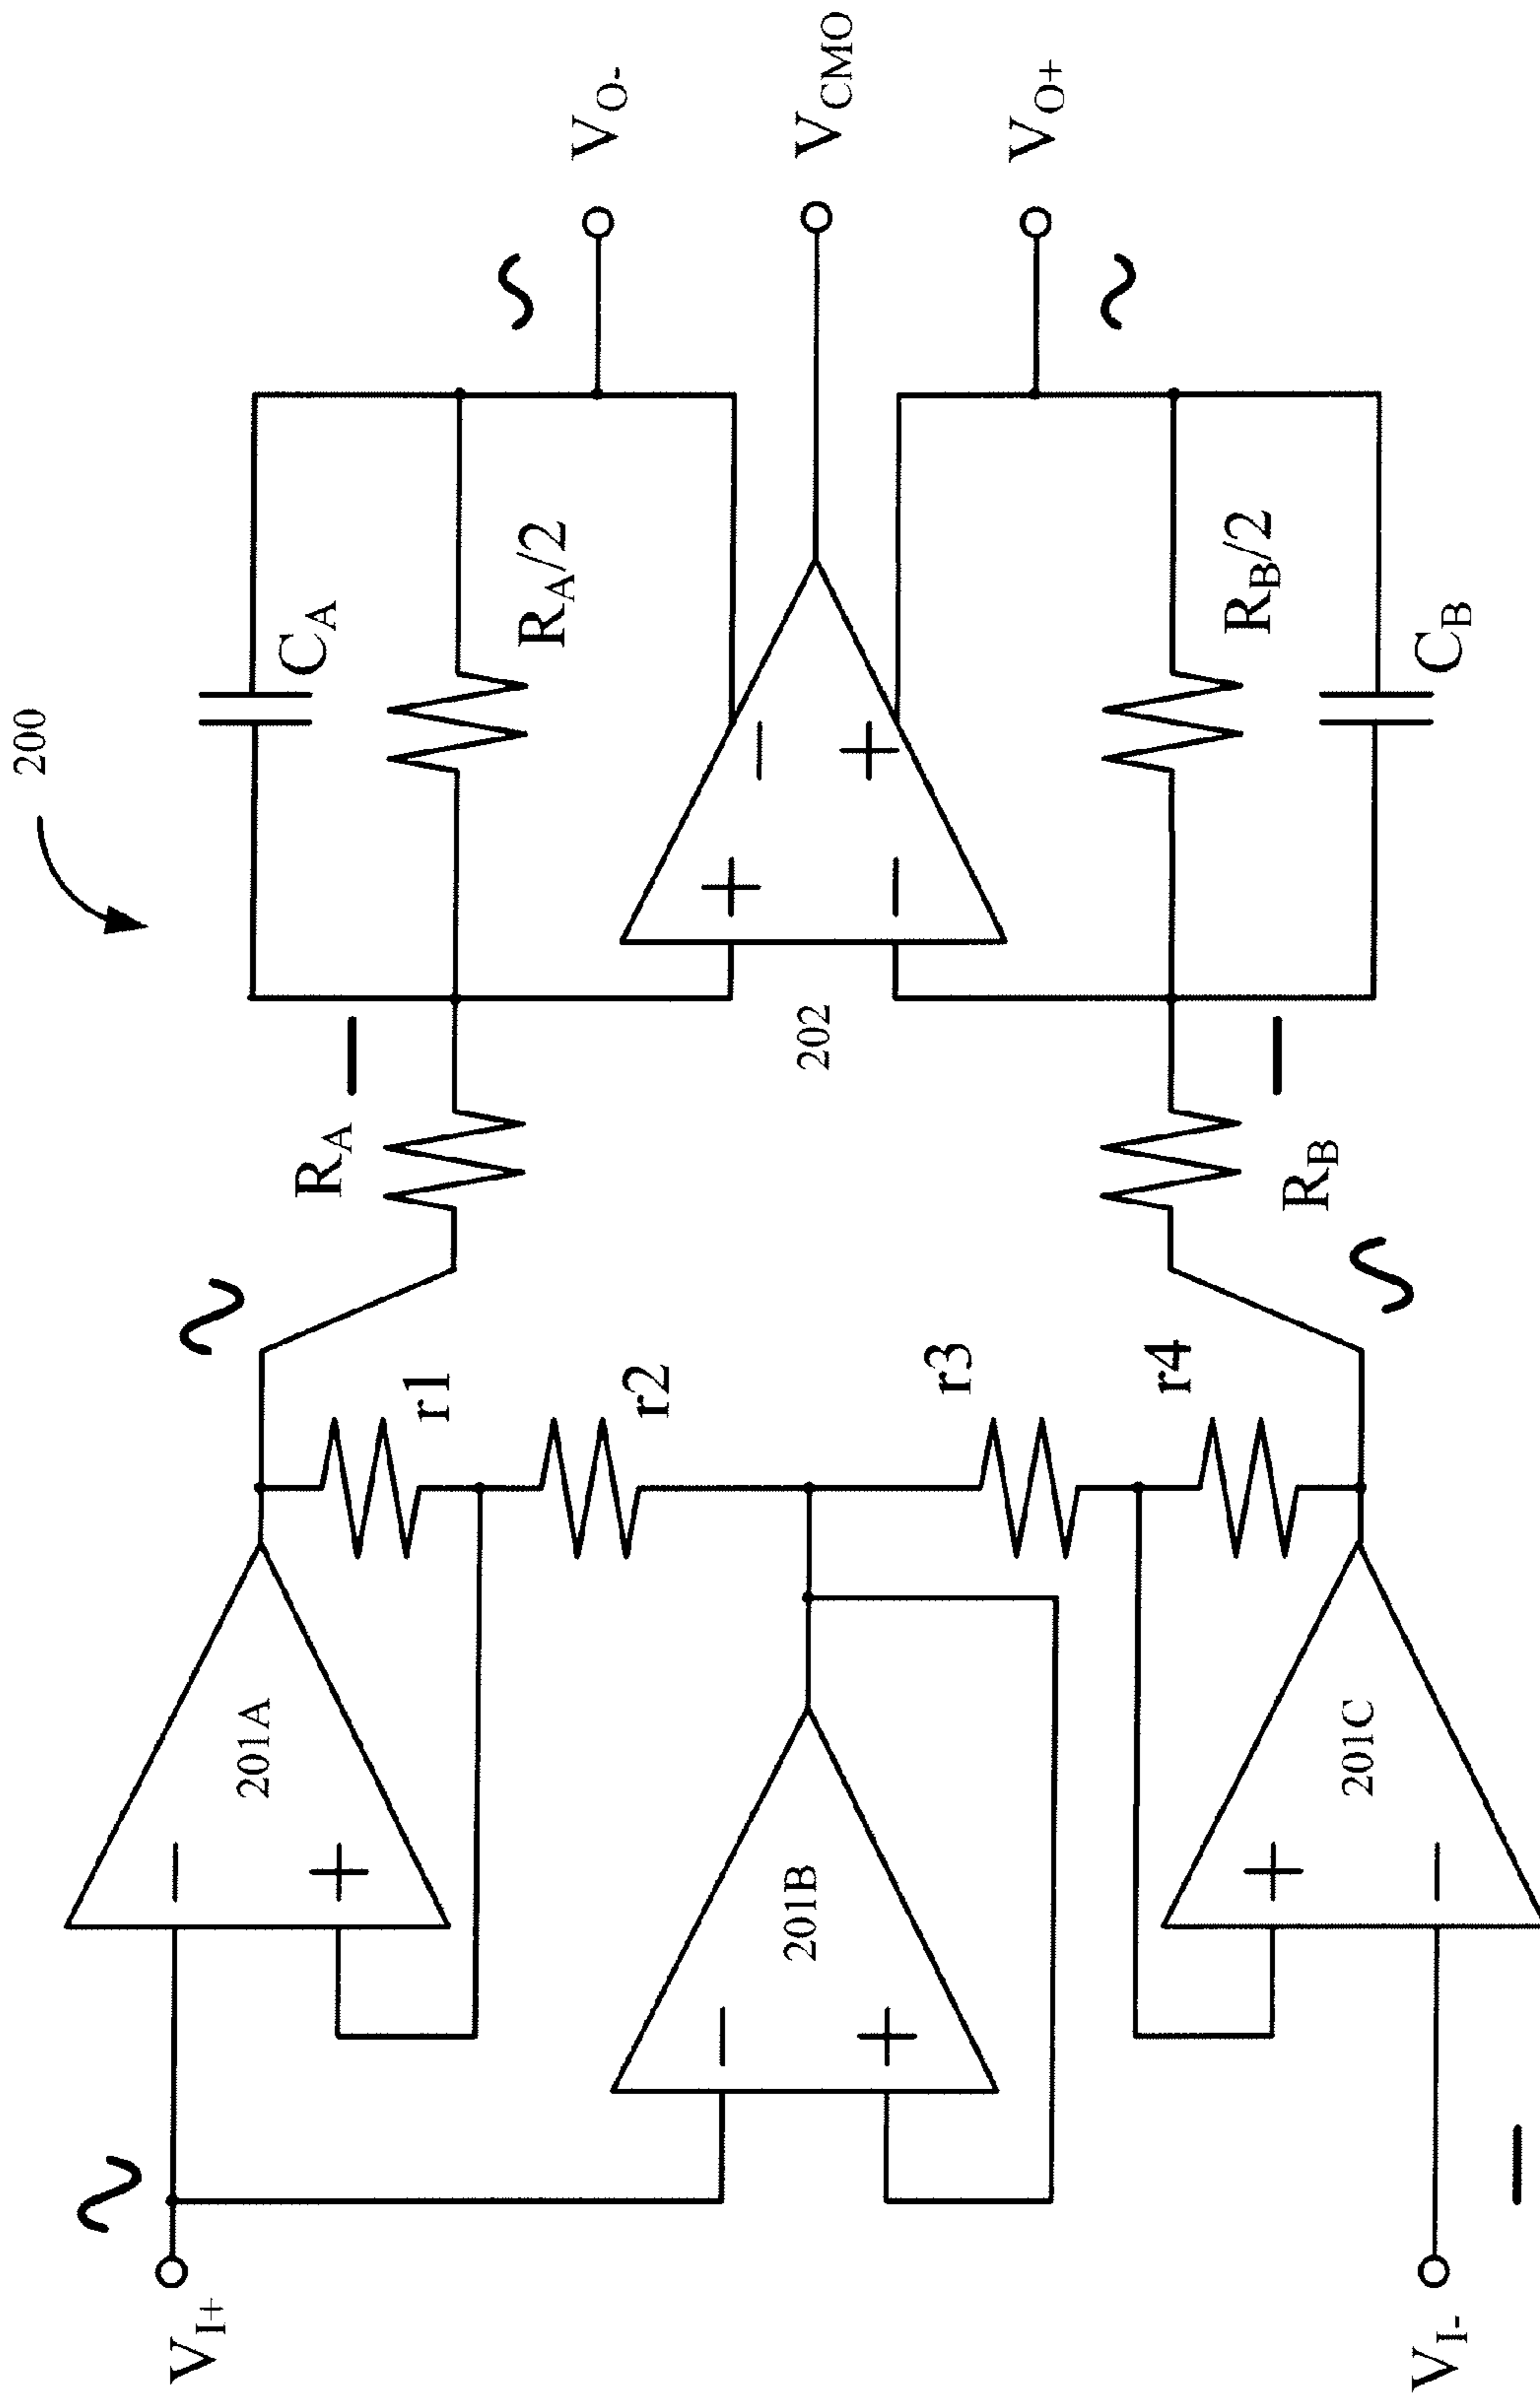 200
C_A
R_A/2
V_O-
R_A
V_I+
201A
r1
r2
202
V_CMO
201B
r3
r4
V_O+
R_B/2
R_B
C_B
201C
V_I-